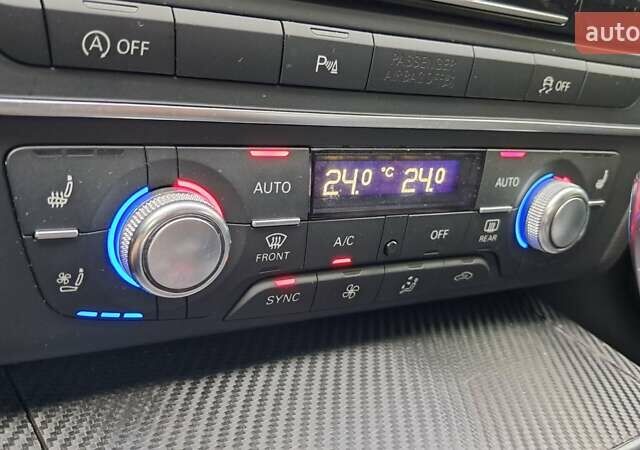 auto
A OFF
P
PASSENGER
AIRBAG OFF
OFF
AUTO
24.0 °C 24.0
AUTO
FRONT
A/C
OFF
REAR
SYNC